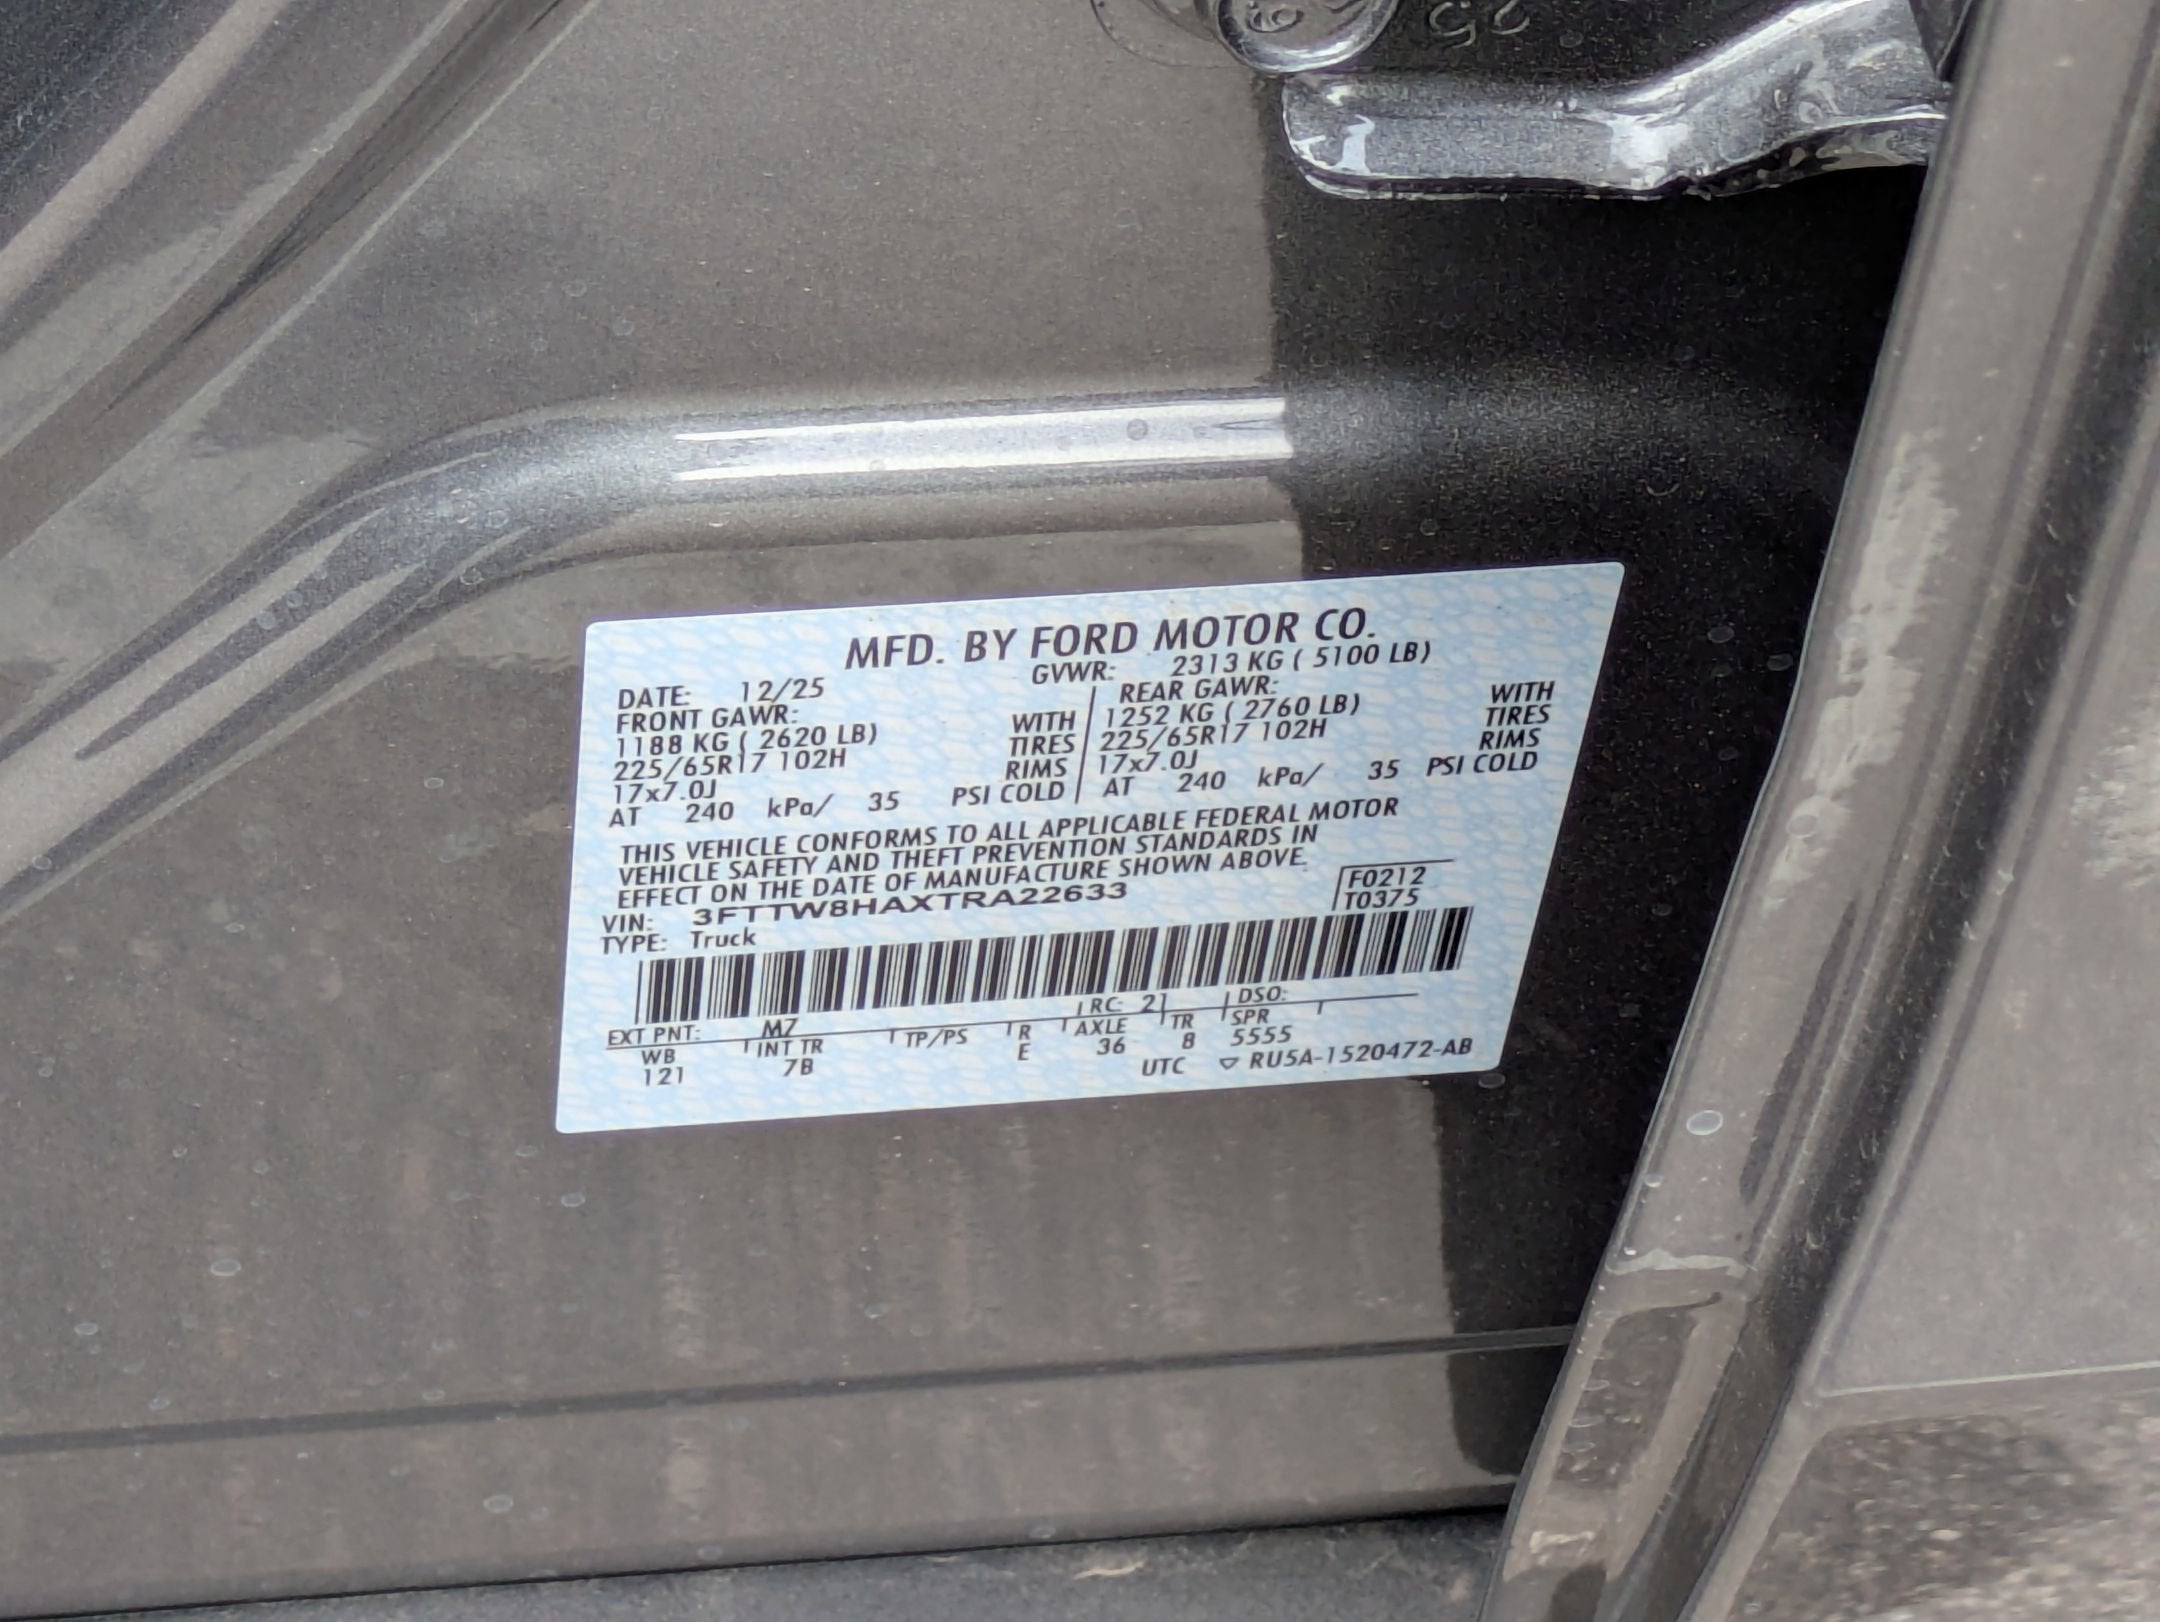 25
MFD. BY FORD MOTOR CO.
DATE: 12/25 GVWR: 2313 KG ( 5100 LB)
FRONT GAWR: REAR GAWR:
1188 KG ( 2620 LB) WITH 1252 KG ( 2760 LB) WITH
225/65R17 102H TIRES 225/65R17 102H TIRES
17x7.0J RIMS 17x7.0J RIMS
AT 240 kPa/ 35 PSI COLD AT 240 kPa/ 35 PSI COLD
THIS VEHICLE CONFORMS TO ALL APPLICABLE FEDERAL MOTOR
VEHICLE SAFETY AND THEFT PREVENTION STANDARDS IN
EFFECT ON THE DATE OF MANUFACTURE SHOWN ABOVE.
VIN: 3FTTW8HAXTRA22633 F0212
TYPE: Truck T0375
EXT PNT: M7 RC: 21 DSO:
WB INT TR TP/PS R AXLE TR SPR
121 7B E 36 8 5555
UTC ▽ RU5A-1520472-AB